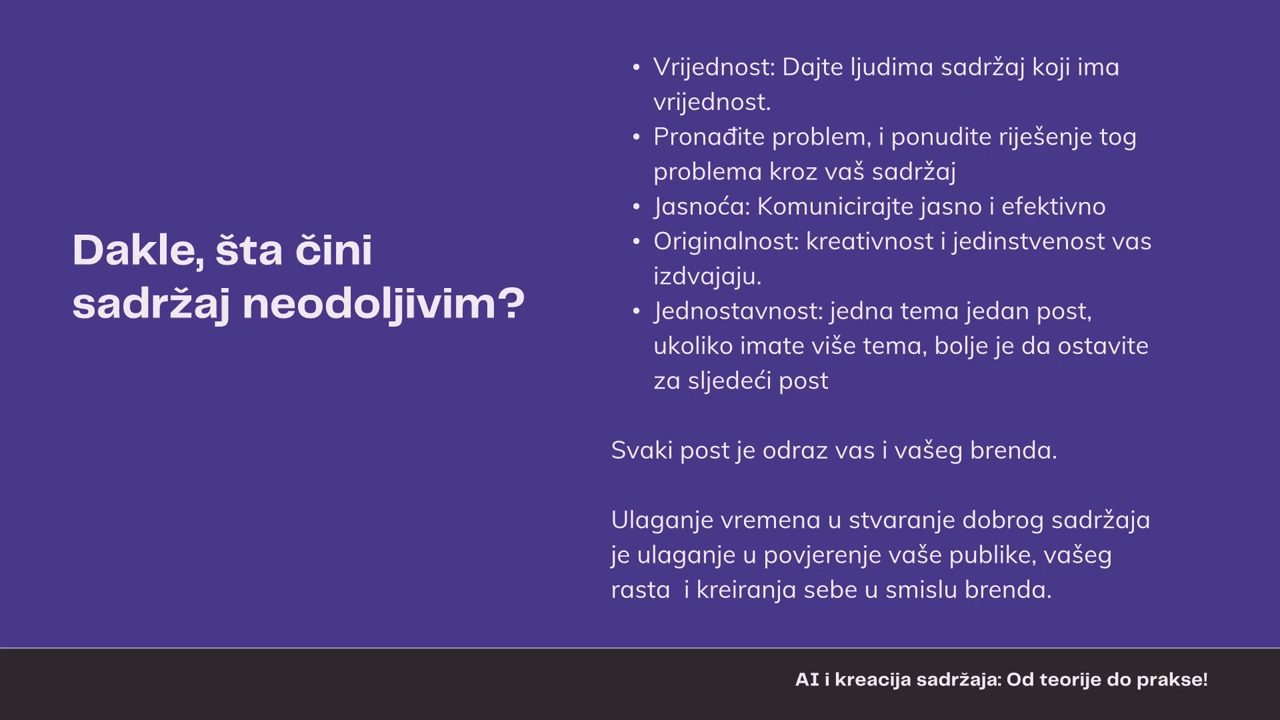 Dakle, šta čini
sadržaj neodoljivim?
• Vrijednost: Dajte ljudima sadržaj koji ima
vrijednost.
• Pronađite problem, i ponudite riješenje tog
problema kroz vaš sadržaj
• Jasnoća: Komunicirajte jasno i efektivno
• Originalnost: kreativnost i jedinstvenost vas
izdvajaju.
• Jednostavnost: jedna tema jedan post,
ukoliko imate više tema, bolje je da ostavite
za sljedeći post
Svaki post je odraz vas i vašeg brenda.
Ulaganje vremena u stvaranje dobrog sadržaja
je ulaganje u povjerenje vaše publike, vašeg
rasta  i kreiranja sebe u smislu brenda.
AI i kreacija sadržaja: Od teorije do prakse!